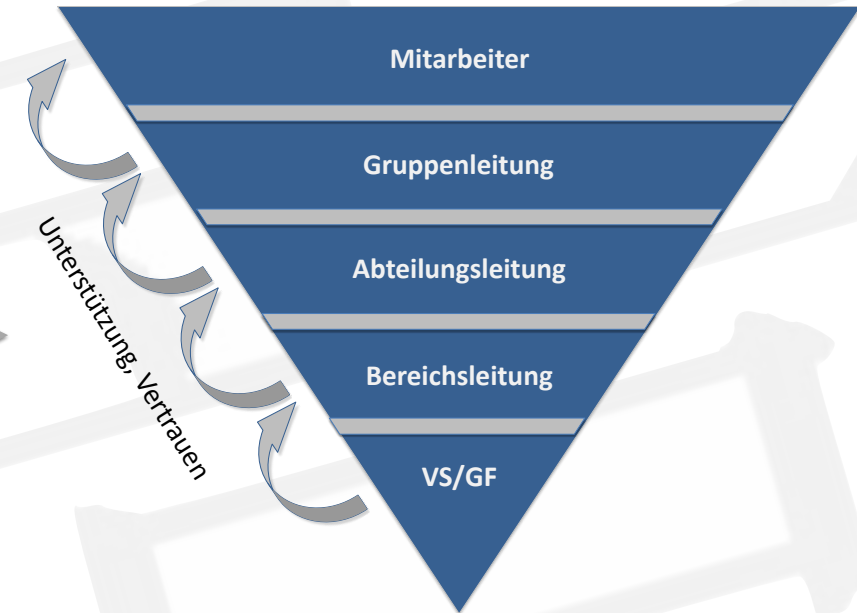 Mitarbeiter
Gruppenleitung
Abteilungsleitung
Bereichsleitung
VS/GF
Unterstützung, Vertrauen